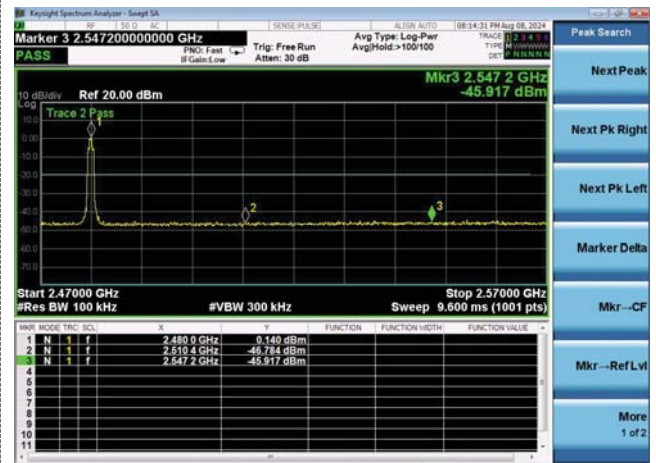 Keysight Spectrum Analyzer - Swept SA
RF 50 Ω AC SENSE:PULSE ALIGN AUTO 08:14:31 PM Aug 08, 2024
Marker 3 2.547200000000 GHz
PASS
PNO: Fast
IFGain:Low
Trig: Free Run
Atten: 30 dB
Avg Type: Log-Pwr
Avg|Hold:>100/100
TRACE 1 2 3 4 5 6
TYPE M W W W W W
DET P N N N N N
Peak Search
Mkr3 2.547 2 GHz
-45.917 dBm
10 dB/div Ref 20.00 dBm
Log
Trace 2 Pass
10.0
0.00
-10.0
-20.0
-30.0
-40.0
-50.0
-60.0
-70.0
1
2
3
Start 2.47000 GHz
Stop 2.57000 GHz
#Res BW 100 kHz
#VBW 300 kHz
Sweep 9.600 ms (1001 pts)
MKR MODE TRC SCL X Y FUNCTION FUNCTION WIDTH FUNCTION VALUE
1 N 1 f 2.480 0 GHz 0.140 dBm
2 N 1 f 2.510 4 GHz -46.784 dBm
3 N 1 f 2.547 2 GHz -45.917 dBm
4
5
6
7
8
9
10
11
Next Peak
Next Pk Right
Next Pk Left
Marker Delta
Mkr→CF
Mkr→RefLvl
More
1 of 2